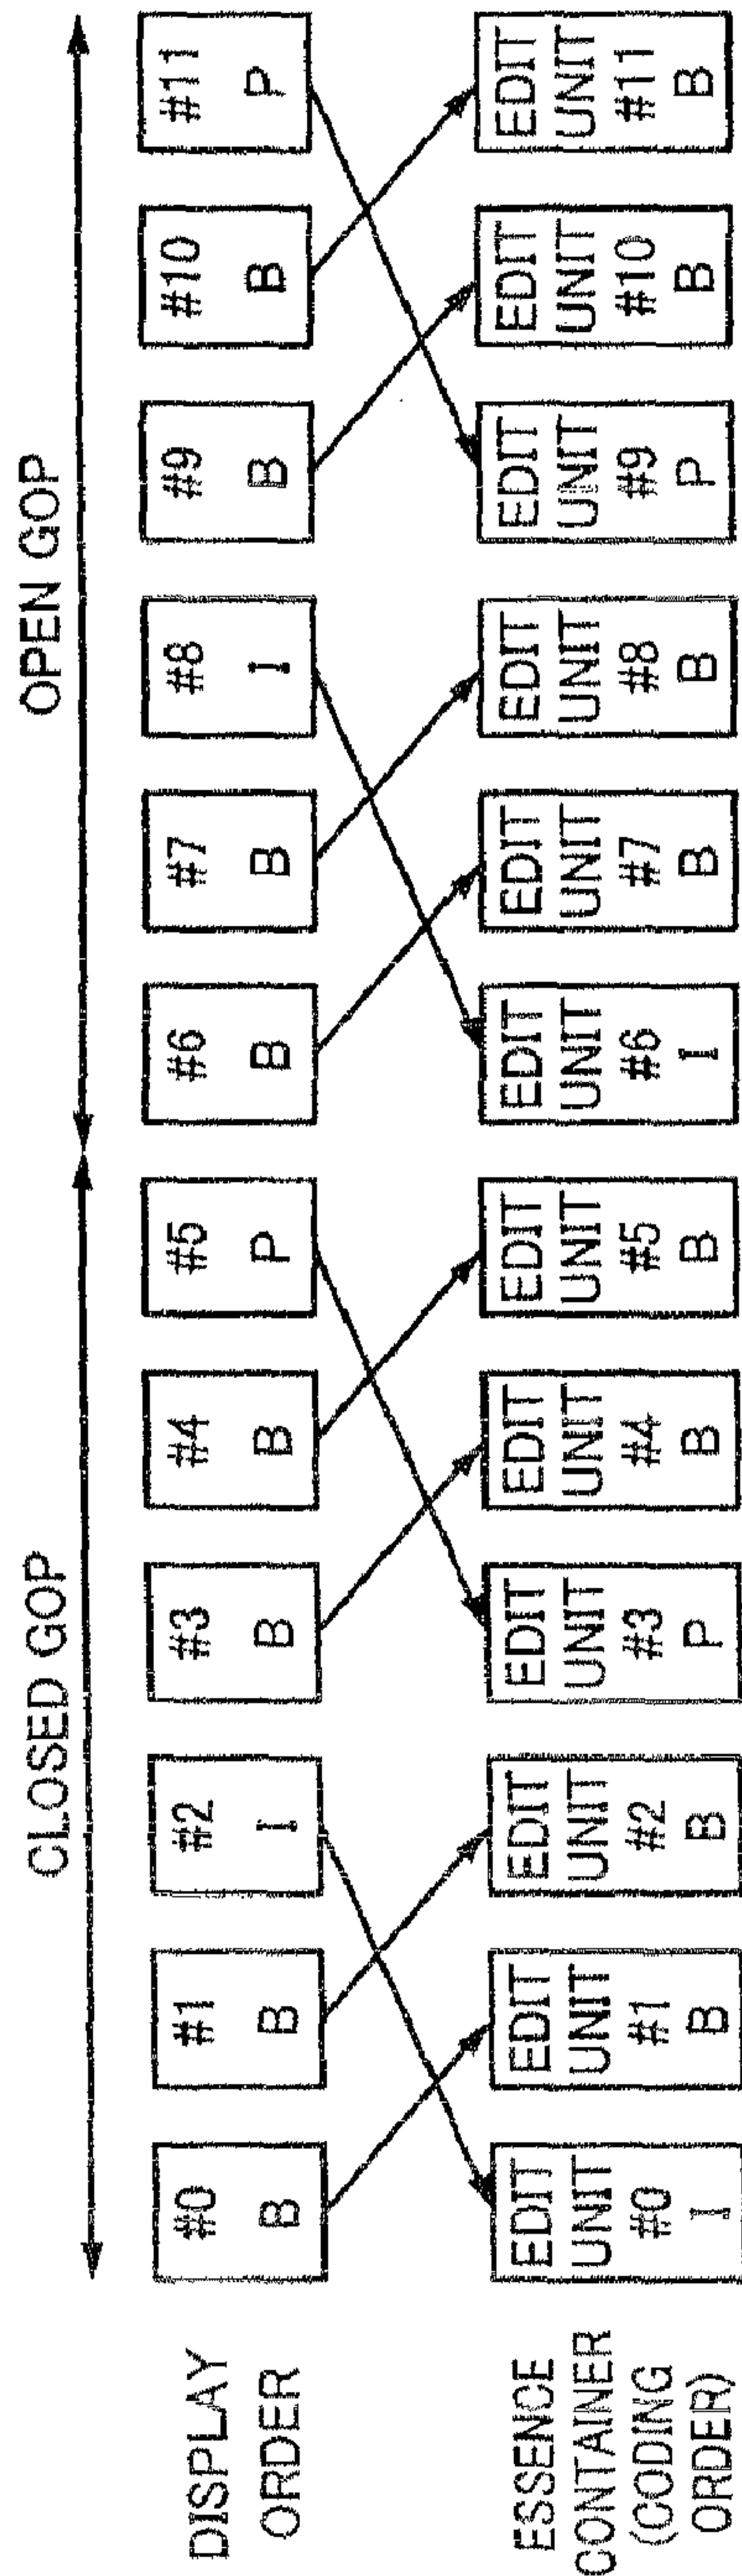 CLOSED GOP
OPEN GOP
DISPLAY
ORDER
#0
B
#1
B
#2
I
#3
B
#4
B
#5
P
#6
B
#7
B
#8
I
#9
B
#10
B
#11
P
ESSENCE
CONTAINER
(CODING
ORDER)
EDIT
UNIT
#0
I
EDIT
UNIT
#1
B
EDIT
UNIT
#2
B
EDIT
UNIT
#3
P
EDIT
UNIT
#4
B
EDIT
UNIT
#5
B
EDIT
UNIT
#6
I
EDIT
UNIT
#7
B
EDIT
UNIT
#8
B
EDIT
UNIT
#9
P
EDIT
UNIT
#10
B
EDIT
UNIT
#11
B